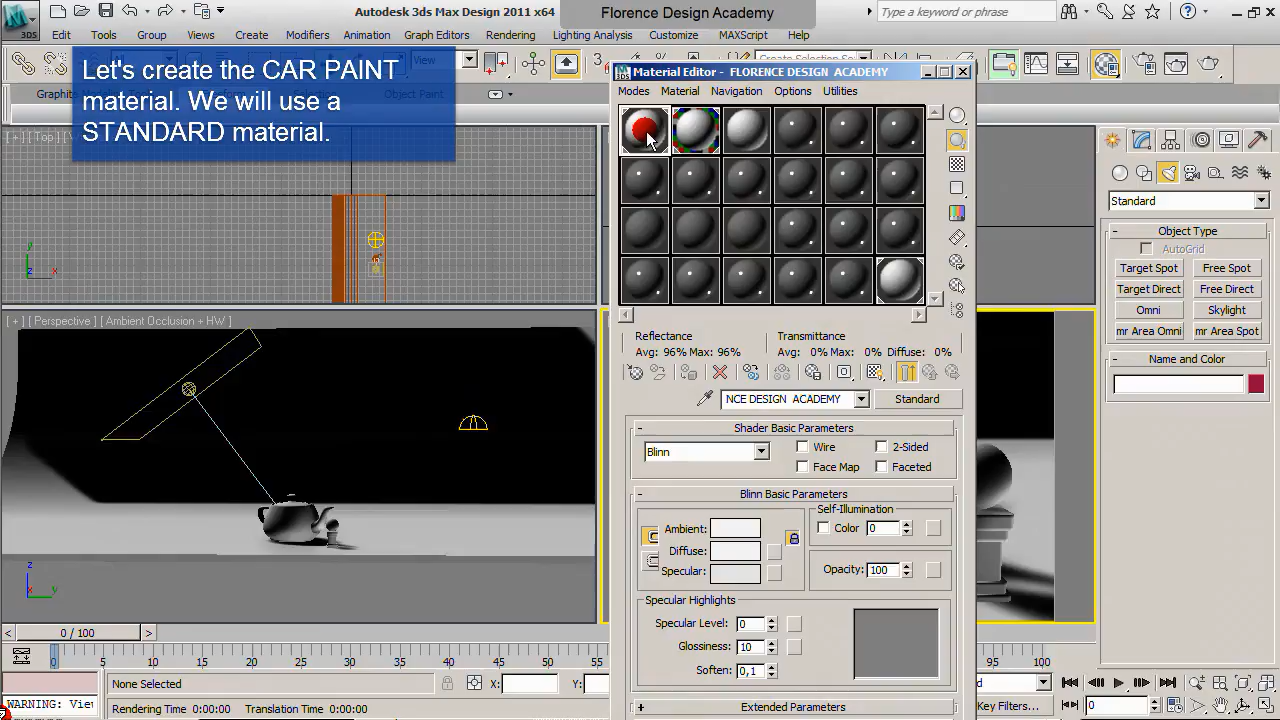 Autodesk 3ds Max Design 2011 x64
Florence Design Academy
Type a keyword or phrase
3DS
Edit Tools Group Views Create Modifiers Animation Graph Editors Rendering Lighting Analysis Customize MAXScript Help
View
Let's create the CAR PAINT
material. We will use a
STANDARD material.
Object Paint
Material Editor - FLORENCE DESIGN ACADEMY
Modes Material Navigation Options Utilities
[ + ] Top
[ + ] Perspective | Ambient Occlusion + HW ]
y
z x
z
x y
Reflectance
Avg: 96% Max: 96%
Transmittance
Avg: 0% Max: 0% Diffuse: 0%
NCE DESIGN ACADEMY
Standard
Shader Basic Parameters
Blinn
Wire
2-Sided
Face Map
Faceted
Blinn Basic Parameters
Ambient:
Diffuse:
Specular:
Self-Illumination
Color 0
Opacity: 100
Specular Highlights
Specular Level: 0
Glossiness: 10
Soften: 0,1
Extended Parameters
Standard
Object Type
AutoGrid
Target Spot Free Spot
Target Direct Free Direct
Omni Skylight
mr Area Omni mr Area Spot
Name and Color
< 0 / 100 >
0 5 10 15 20 25 30 35 40 45 50 55
95 100
None Selected
X:
Y:
WARNING: Vie
Rendering Time 0:00:00 Translation Time 0:00:00
Key Filters...
0